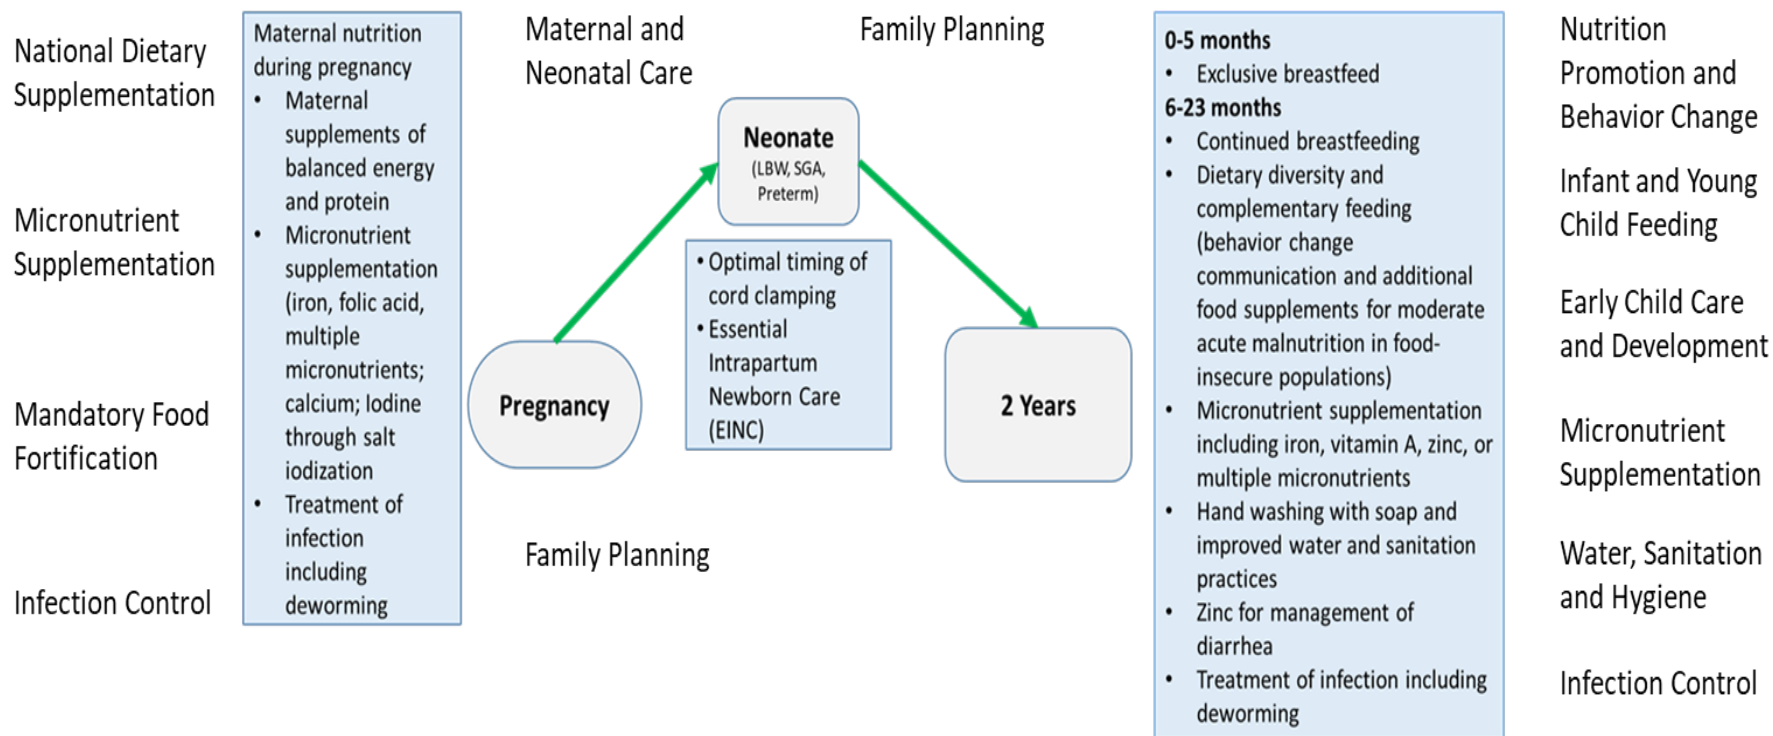 National Dietary
Supplementation
Micronutrient
Supplementation
Mandatory Food
Fortification
Infection Control
Maternal nutrition
during pregnancy
• Maternal
supplements of
balanced energy
and protein
• Micronutrient
supplementation
(iron, folic acid,
multiple
micronutrients;
calcium; Iodine
through salt
iodization
• Treatment of
infection
including
deworming
Maternal and
Neonatal Care
Family Planning
Neonate
(LBW, SGA,
Preterm)
• Optimal timing of
cord clamping
• Essential
Intrapartum
Newborn Care
(EINC)
Pregnancy
2 Years
Family Planning
0-5 months
• Exclusive breastfeed
6-23 months
• Continued breastfeeding
• Dietary diversity and
complementary feeding
(behavior change
communication and additional
food supplements for moderate
acute malnutrition in food-
insecure populations)
• Micronutrient supplementation
including iron, vitamin A, zinc, or
multiple micronutrients
• Hand washing with soap and
improved water and sanitation
practices
• Zinc for management of
diarrhea
• Treatment of infection including
deworming
Nutrition
Promotion and
Behavior Change
Infant and Young
Child Feeding
Early Child Care
and Development
Micronutrient
Supplementation
Water, Sanitation
and Hygiene
Infection Control